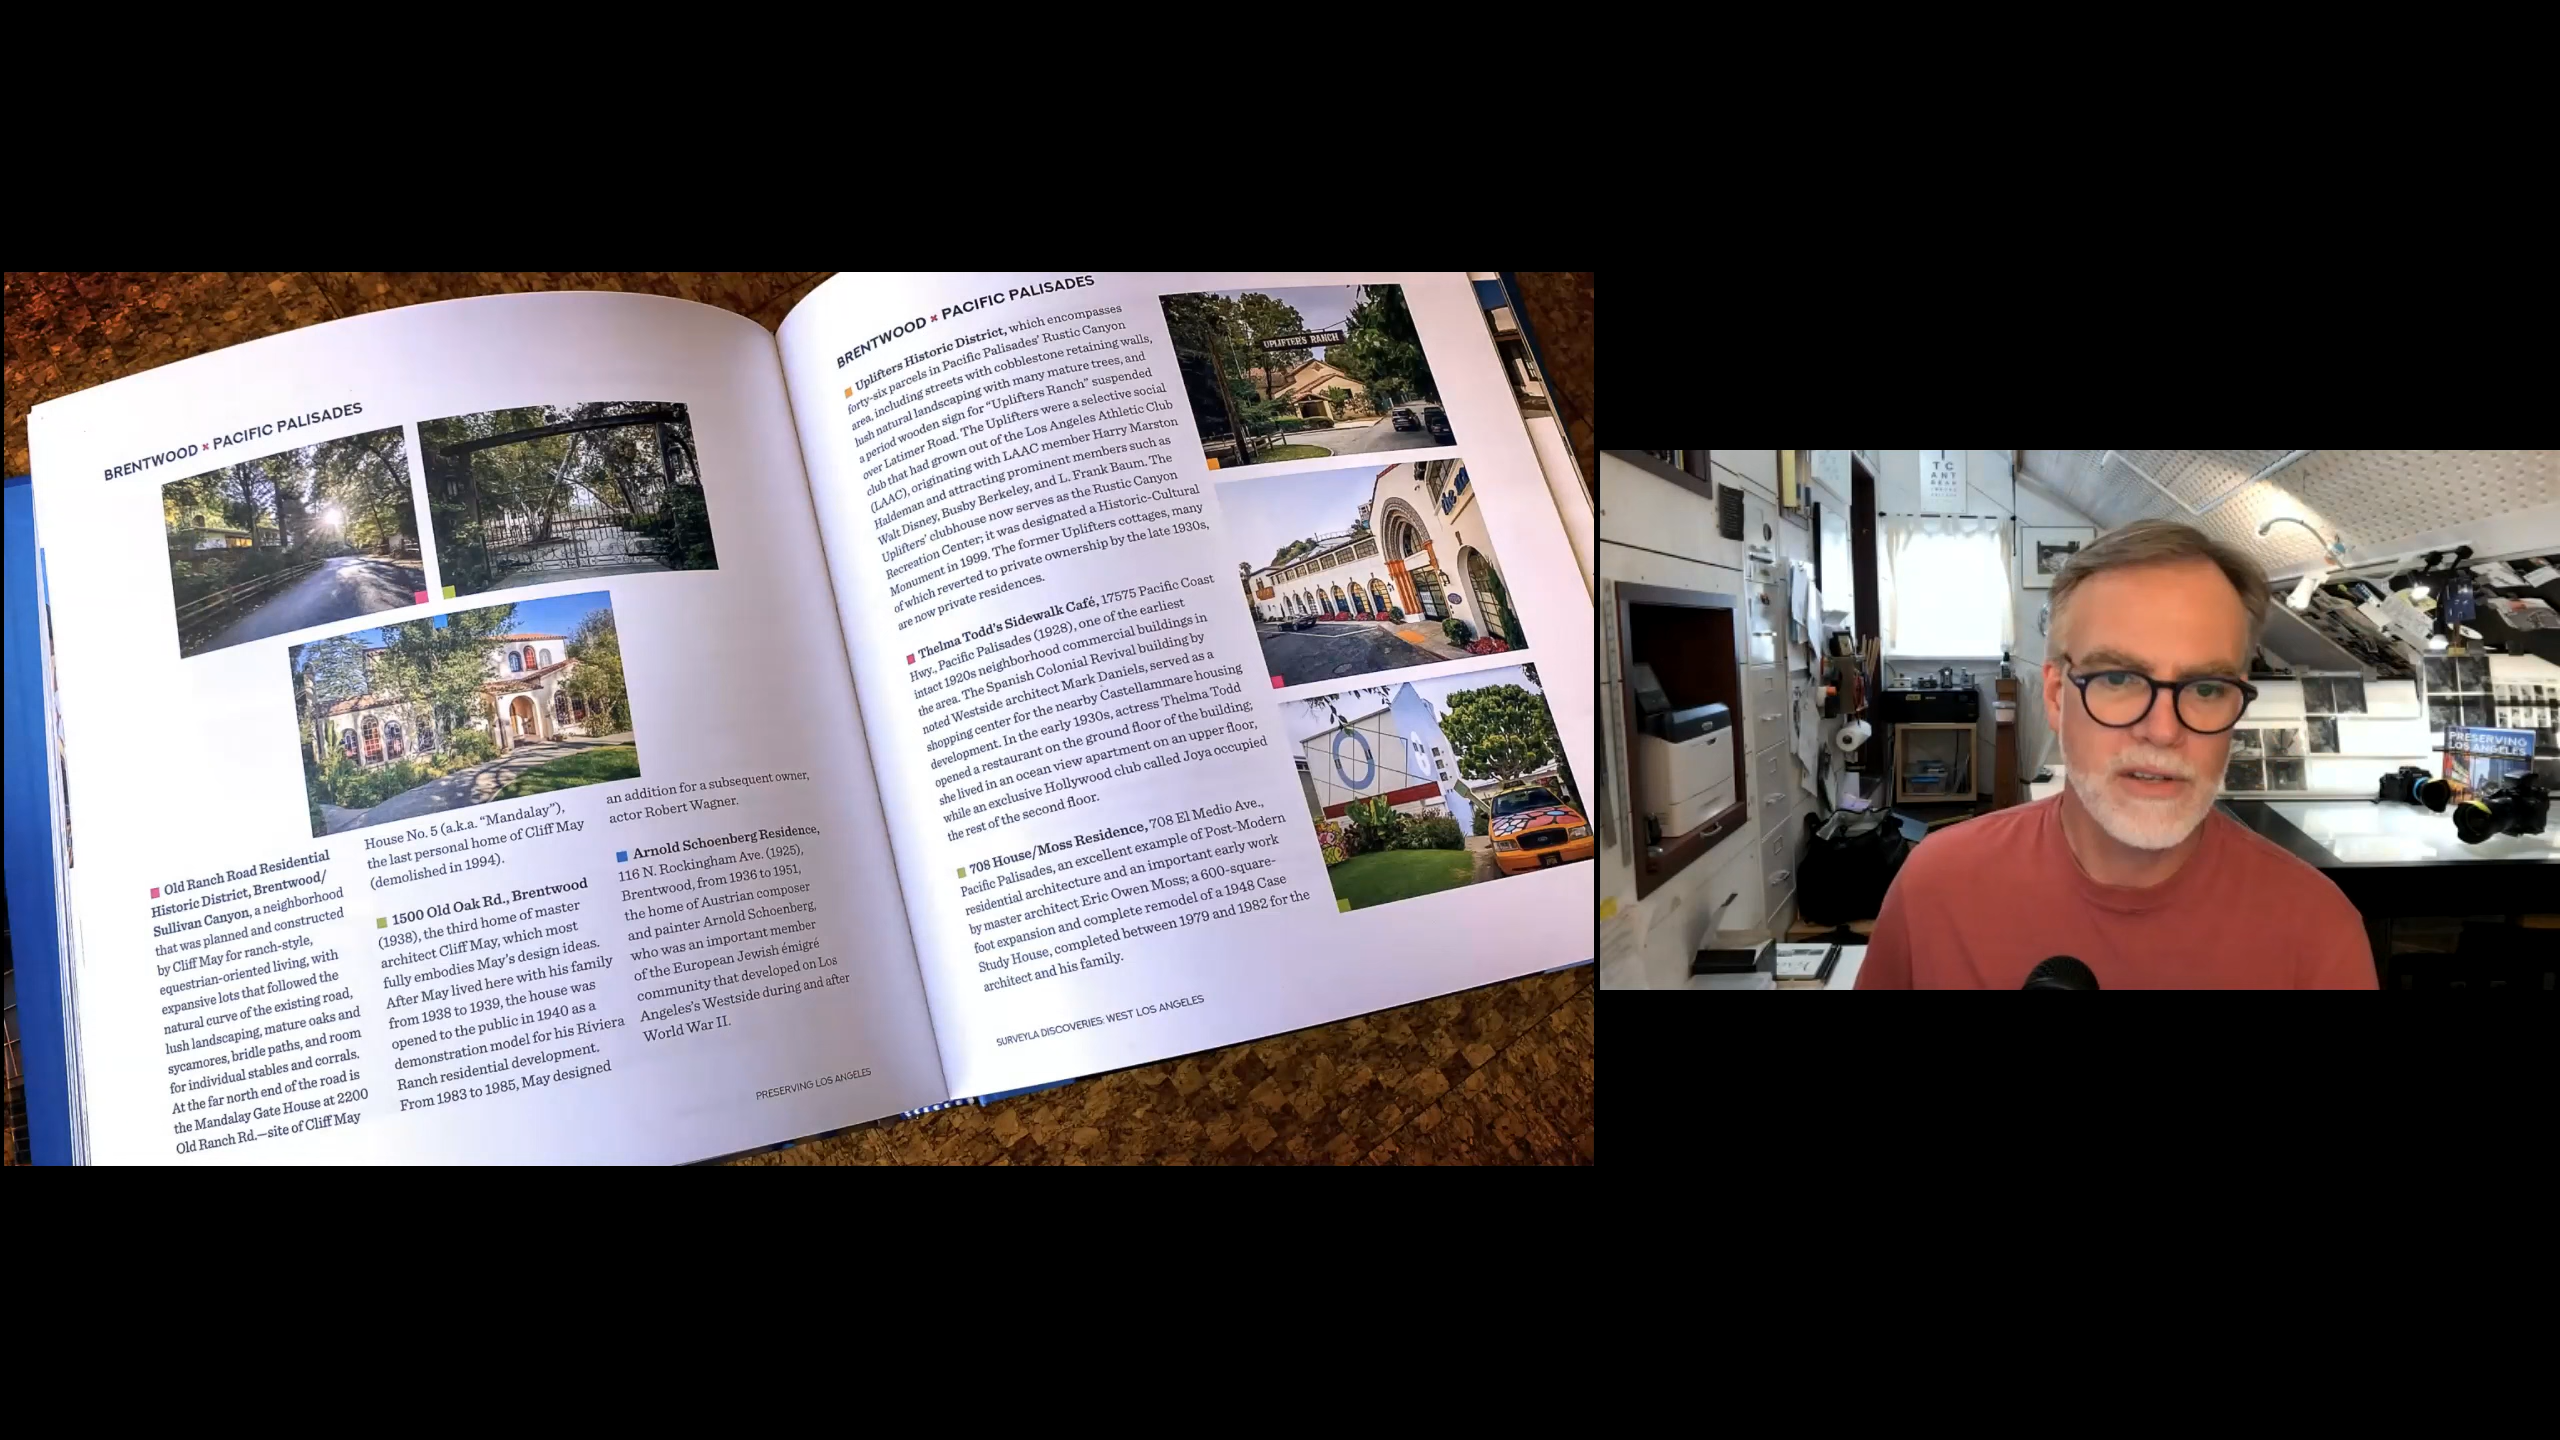 BRENTWOOD × PACIFIC PALISADES
Old Ranch Road Residential
Historic District, Brentwood/
Sullivan Canyon, a neighborhood
that was planned and constructed
by Cliff May for ranch-style,
equestrian-oriented living, with
expansive lots that followed the
natural curve of the existing road,
lush landscaping, mature oaks and
sycamores, bridle paths, and room
for individual stables and corrals.
At the far north end of the road is
the Mandalay Gate House at 2200
Old Ranch Rd.—site of Cliff May
House No. 5 (a.k.a. “Mandalay”),
the last personal home of Cliff May
(demolished in 1994).
1500 Old Oak Rd., Brentwood
(1938), the third home of master
architect Cliff May, which most
fully embodies May’s design ideas.
After May lived here with his family
from 1938 to 1939, the house was
opened to the public in 1940 as a
demonstration model for his Riviera
Ranch residential development.
From 1983 to 1985, May designed
an addition for a subsequent owner,
actor Robert Wagner.
Arnold Schoenberg Residence,
116 N. Rockingham Ave. (1925),
Brentwood, from 1936 to 1951,
the home of Austrian composer
and painter Arnold Schoenberg,
who was an important member
of the European Jewish émigré
community that developed on Los
Angeles’s Westside during and after
World War II.
PRESERVING LOS ANGELES
BRENTWOOD × PACIFIC PALISADES
Uplifters Historic District, which encompasses
forty-six parcels in Pacific Palisades’ Rustic Canyon
area, including streets with cobblestone retaining walls,
lush natural landscaping with many mature trees, and
a period wooden sign for “Uplifters Ranch” suspended
over Latimer Road. The Uplifters were a selective social
club that had grown out of the Los Angeles Athletic Club
(LAAC), originating with LAAC member Harry Marston
Haldeman and attracting prominent members such as
Walt Disney, Busby Berkeley, and L. Frank Baum. The
Uplifters’ clubhouse now serves as the Rustic Canyon
Recreation Center; it was designated a Historic-Cultural
Monument in 1999. The former Uplifters cottages, many
of which reverted to private ownership by the late 1930s,
are now private residences.
Thelma Todd’s Sidewalk Café, 17575 Pacific Coast
Hwy., Pacific Palisades (1928), one of the earliest
intact 1920s neighborhood commercial buildings in
the area. The Spanish Colonial Revival building by
noted Westside architect Mark Daniels, served as a
shopping center for the nearby Castellammare housing
development. In the early 1930s, actress Thelma Todd
opened a restaurant on the ground floor of the building;
she lived in an ocean view apartment on an upper floor,
while an exclusive Hollywood club called Joya occupied
the rest of the second floor.
708 House/Moss Residence, 708 El Medio Ave.,
Pacific Palisades, an excellent example of Post-Modern
residential architecture and an important early work
by master architect Eric Owen Moss; a 600-square-
foot expansion and complete remodel of a 1948 Case
Study House, completed between 1979 and 1982 for the
architect and his family.
SURVEYLA DISCOVERIES: WEST LOS ANGELES
UPLIFTER'S RANCH
PRESERVING
LOS ANGELES